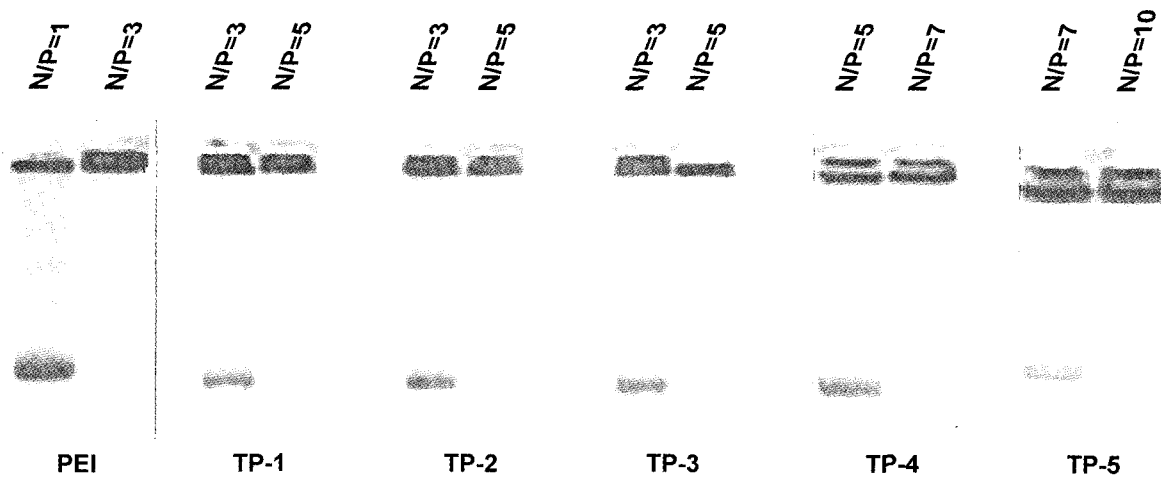 N/P=1
N/P=3
N/P=3
N/P=5
N/P=3
N/P=5
N/P=3
N/P=5
N/P=5
N/P=7
N/P=7
N/P=10
PEI
TP-1
TP-2
TP-3
TP-4
TP-5